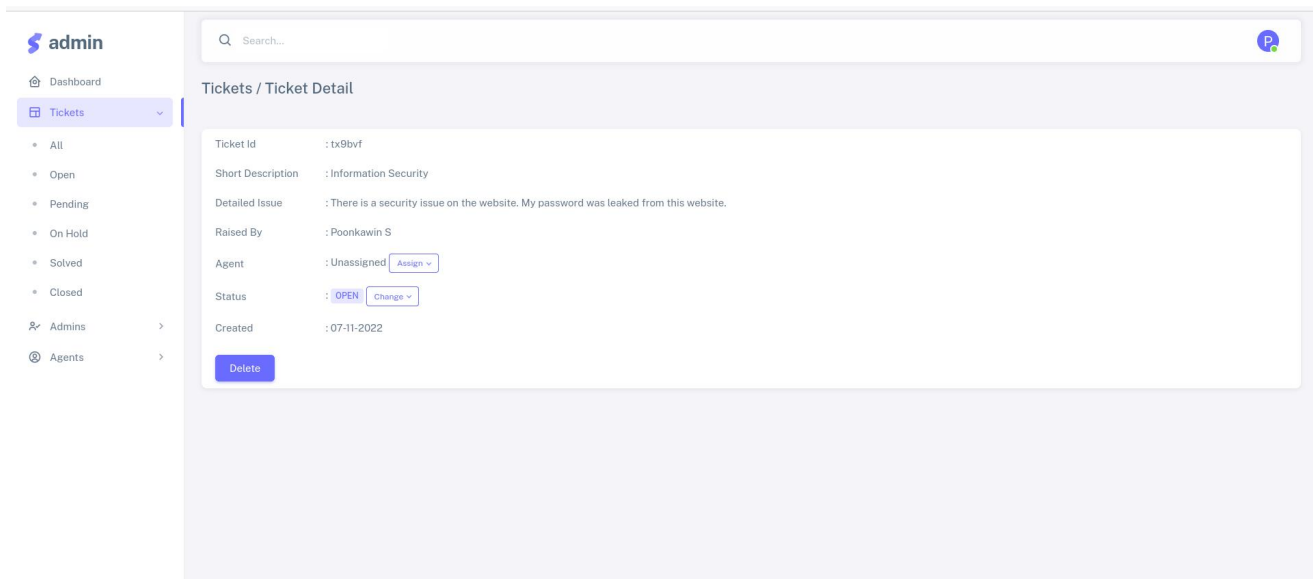 admin
Search...
P
Dashboard
Tickets
All
Open
Pending
On Hold
Solved
Closed
Admins
Agents
Tickets / Ticket Detail
Ticket Id : tx9bvf
Short Description : Information Security
Detailed Issue : There is a security issue on the website. My password was leaked from this website.
Raised By : Poonkawin S
Agent : Unassigned Assign
Status : OPEN Change
Created : 07-11-2022
Delete